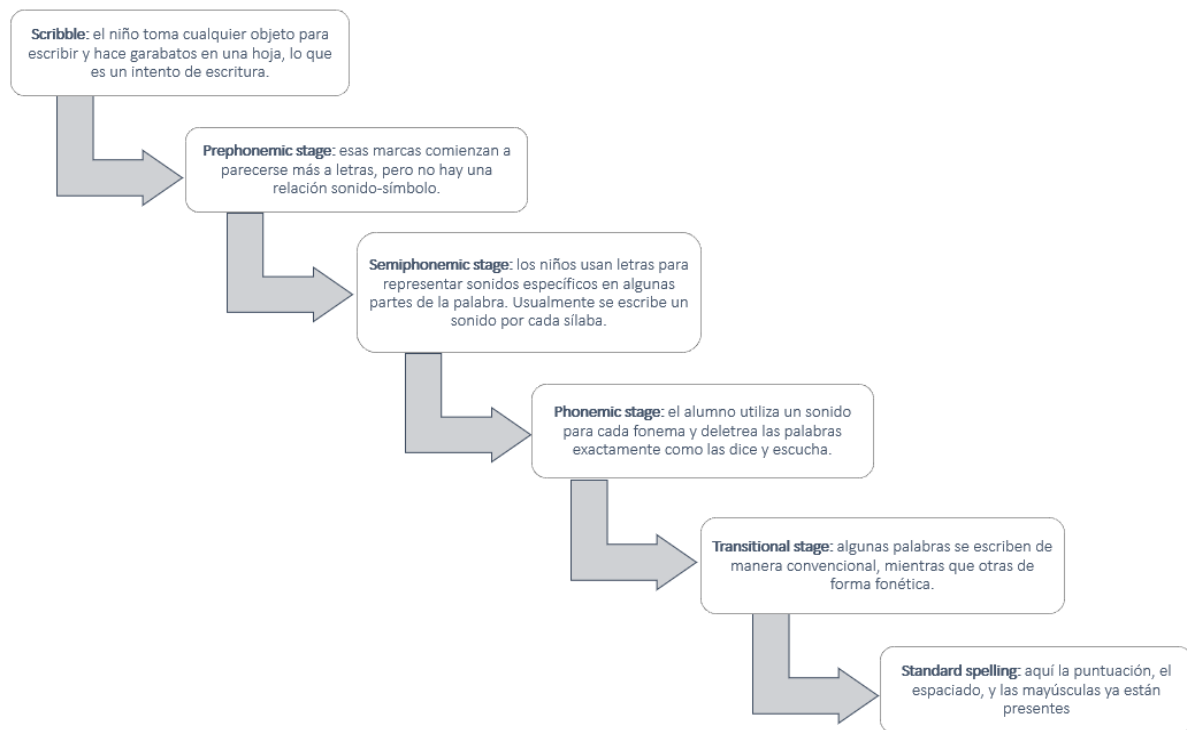 Scribble: el niño toma cualquier objeto para
escribir y hace garabatos en una hoja, lo que
es un intento de escritura.
Prephonemic stage: esas marcas comienzan a
parecerse más a letras, pero no hay una
relación sonido-símbolo.
Semiphonemic stage: los niños usan letras para
representar sonidos específicos en algunas
partes de la palabra. Usualmente se escribe un
sonido por cada sílaba.
Phonemic stage: el alumno utiliza un sonido
para cada fonema y deletrea las palabras
exactamente como las dice y escucha.
Transitional stage: algunas palabras se escriben de
manera convencional, mientras que otras de
forma fonética.
Standard spelling: aquí la puntuación, el
espaciado, y las mayúsculas ya están
presentes